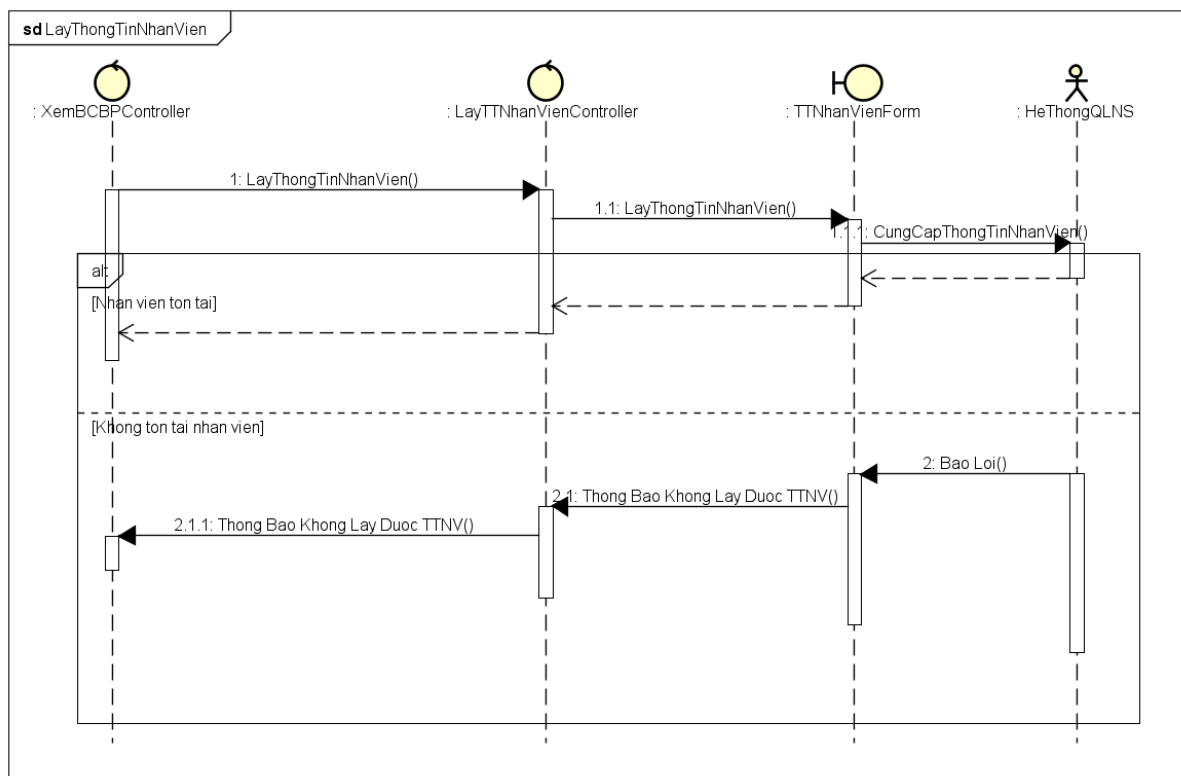 sd LayThongTinNhanVien
: XemBCBPController
: LayTTNhanVienController
: TTNhanVienForm
: HeThongQLNS
1: LayThongTinNhanVien()
1.1: LayThongTinNhanVien()
1.1.1: CungCapThongTinNhanVien()
alt
[Nhan vien ton tai]
[Khong ton tai nhan vien]
2: Bao Loi()
2.1: Thong Bao Khong Lay Duoc TTNV()
2.1.1: Thong Bao Khong Lay Duoc TTNV()